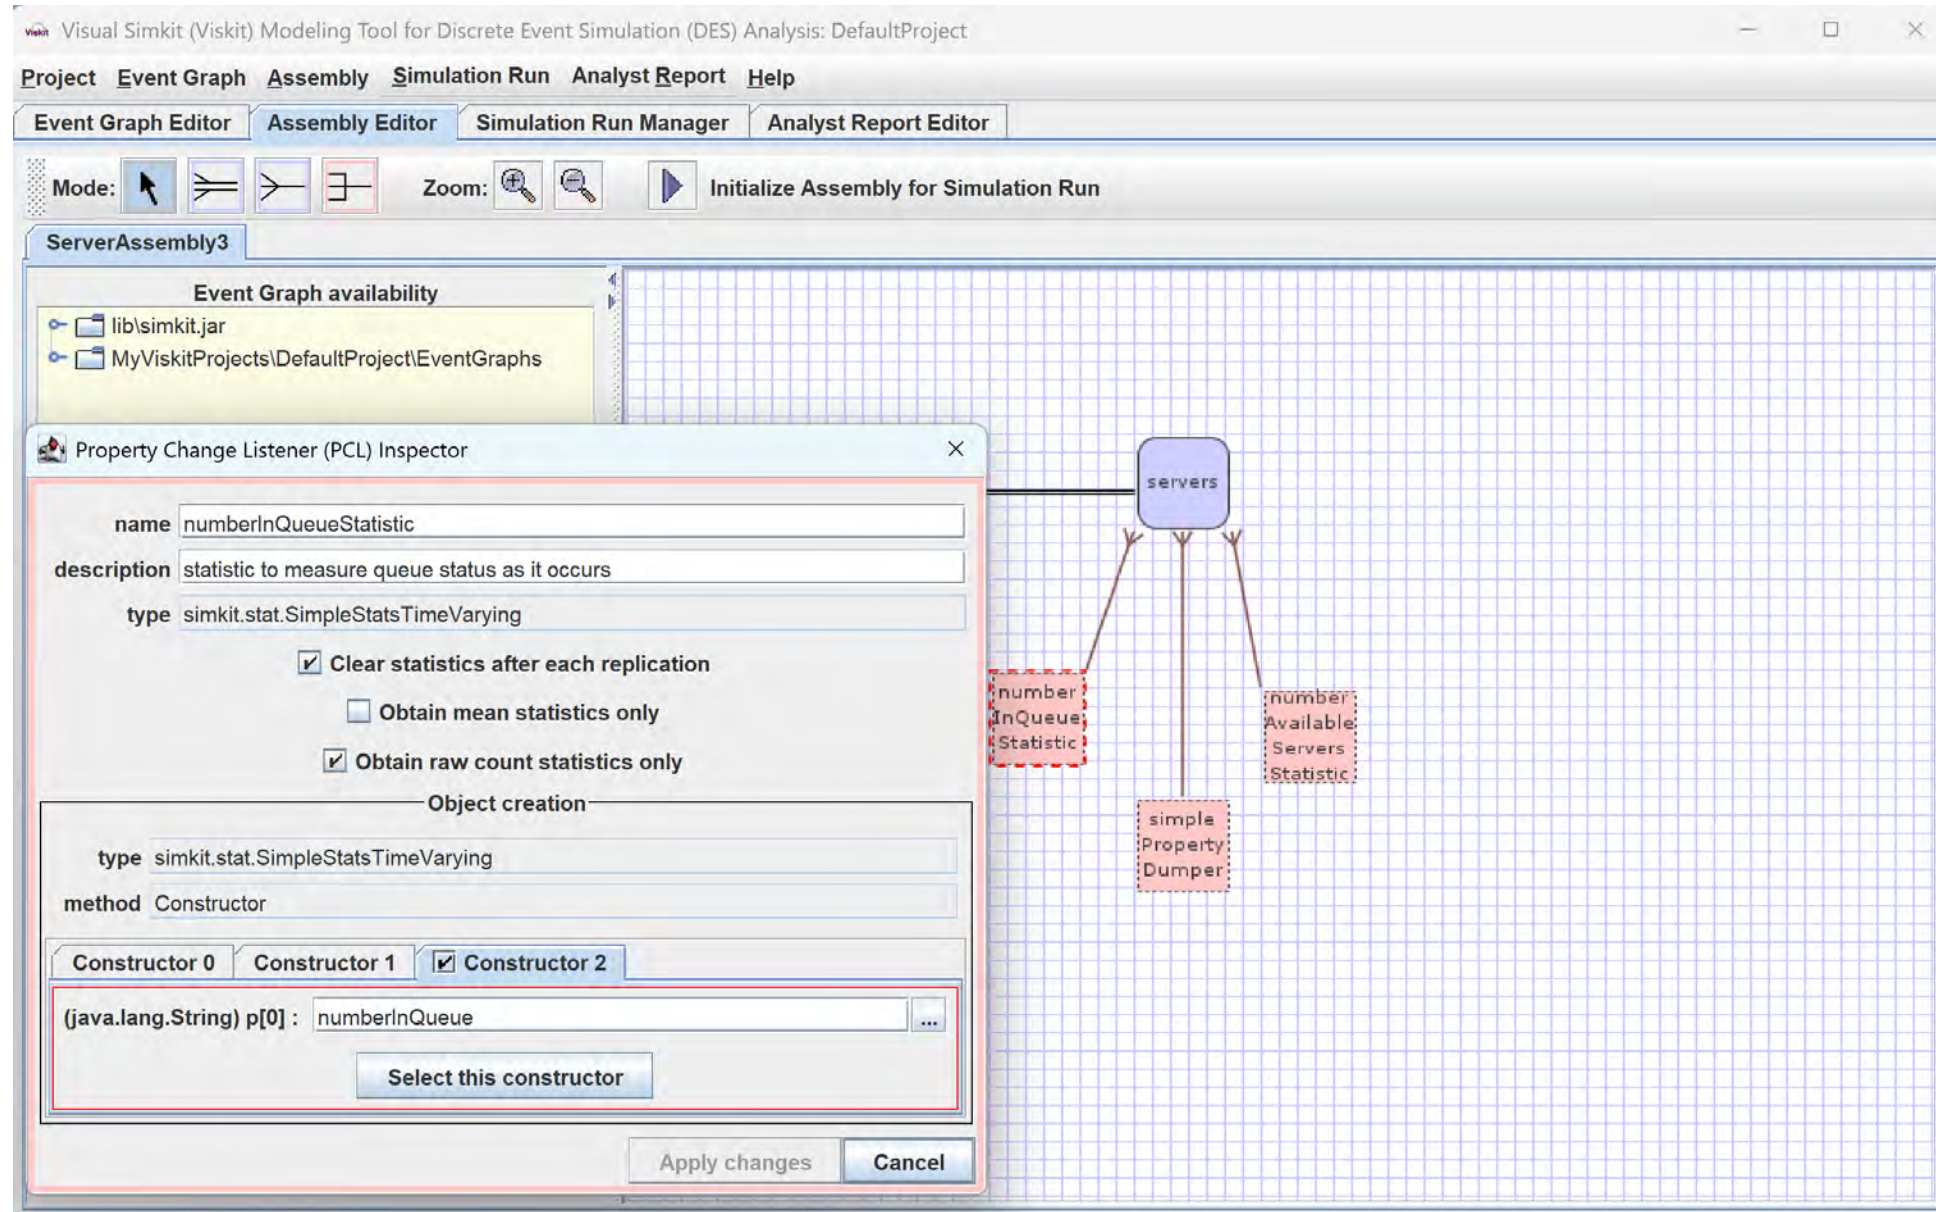 Viskit Visual Simkit (Viskit) Modeling Tool for Discrete Event Simulation (DES) Analysis: DefaultProject
Project Event Graph Assembly Simulation Run Analyst Report Help
Event Graph Editor Assembly Editor Simulation Run Manager Analyst Report Editor
Mode: Zoom: Initialize Assembly for Simulation Run
ServerAssembly3
Event Graph availability
lib\simkit.jar
MyViskitProjects\DefaultProject\EventGraphs
Property Change Listener (PCL) Inspector
name numberInQueueStatistic
description statistic to measure queue status as it occurs
type simkit.stat.SimpleStatsTimeVarying
Clear statistics after each replication
Obtain mean statistics only
Obtain raw count statistics only
Object creation
type simkit.stat.SimpleStatsTimeVarying
method Constructor
Constructor 0 Constructor 1 Constructor 2
(java.lang.String) p[0] : numberInQueue ...
Select this constructor
Apply changes Cancel
servers
number
InQueue
Statistic
simple
Property
Dumper
number
Available
Servers
Statistic